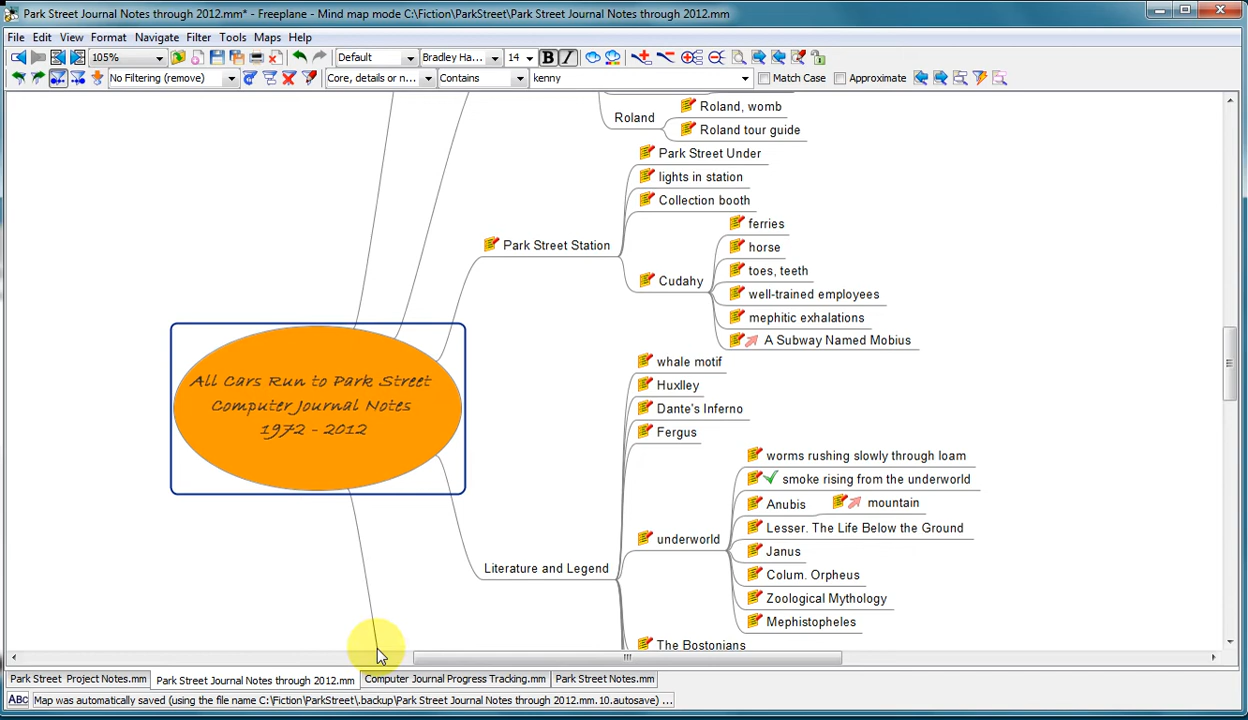 Park Street Journal Notes through 2012.mm* - Freeplane - Mind map mode C:\Fiction\ParkStreet\Park Street Journal Notes through 2012.mm
File Edit View Format Navigate Filter Tools Maps Help
105% Default Bradley Ha... 14 B I
No Filtering (remove) Core, details or n... Contains kenny Match Case Approximate
Roland, womb
Roland
Roland tour guide
Park Street Under
lights in station
Collection booth
ferries
Park Street Station
horse
toes, teeth
Cudahy
well-trained employees
mephitic exhalations
A Subway Named Mobius
whale motif
All Cars Run to Park Street
Computer Journal Notes
1972 - 2012
Huxlley
Dante's Inferno
Fergus
worms rushing slowly through loam
smoke rising from the underworld
Anubis mountain
Lesser. The Life Below the Ground
underworld
Janus
Literature and Legend
Colum. Orpheus
Zoological Mythology
Mephistopheles
The Bostonians
Park Street Project Notes.mm Park Street Journal Notes through 2012.mm Computer Journal Progress Tracking.mm Park Street Notes.mm
ABC Map was automatically saved (using the file name C:\Fiction\ParkStreet\.backup\Park Street Journal Notes through 2012.mm.10.autosave) ...